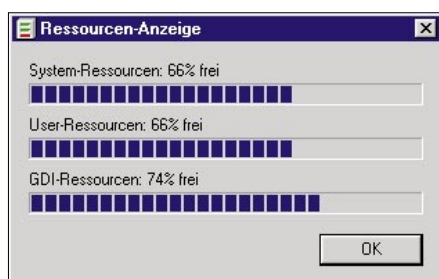 Ressourcen-Anzeige
System-Ressourcen: 66% frei
User-Ressourcen: 66% frei
GDI-Ressourcen: 74% frei
OK